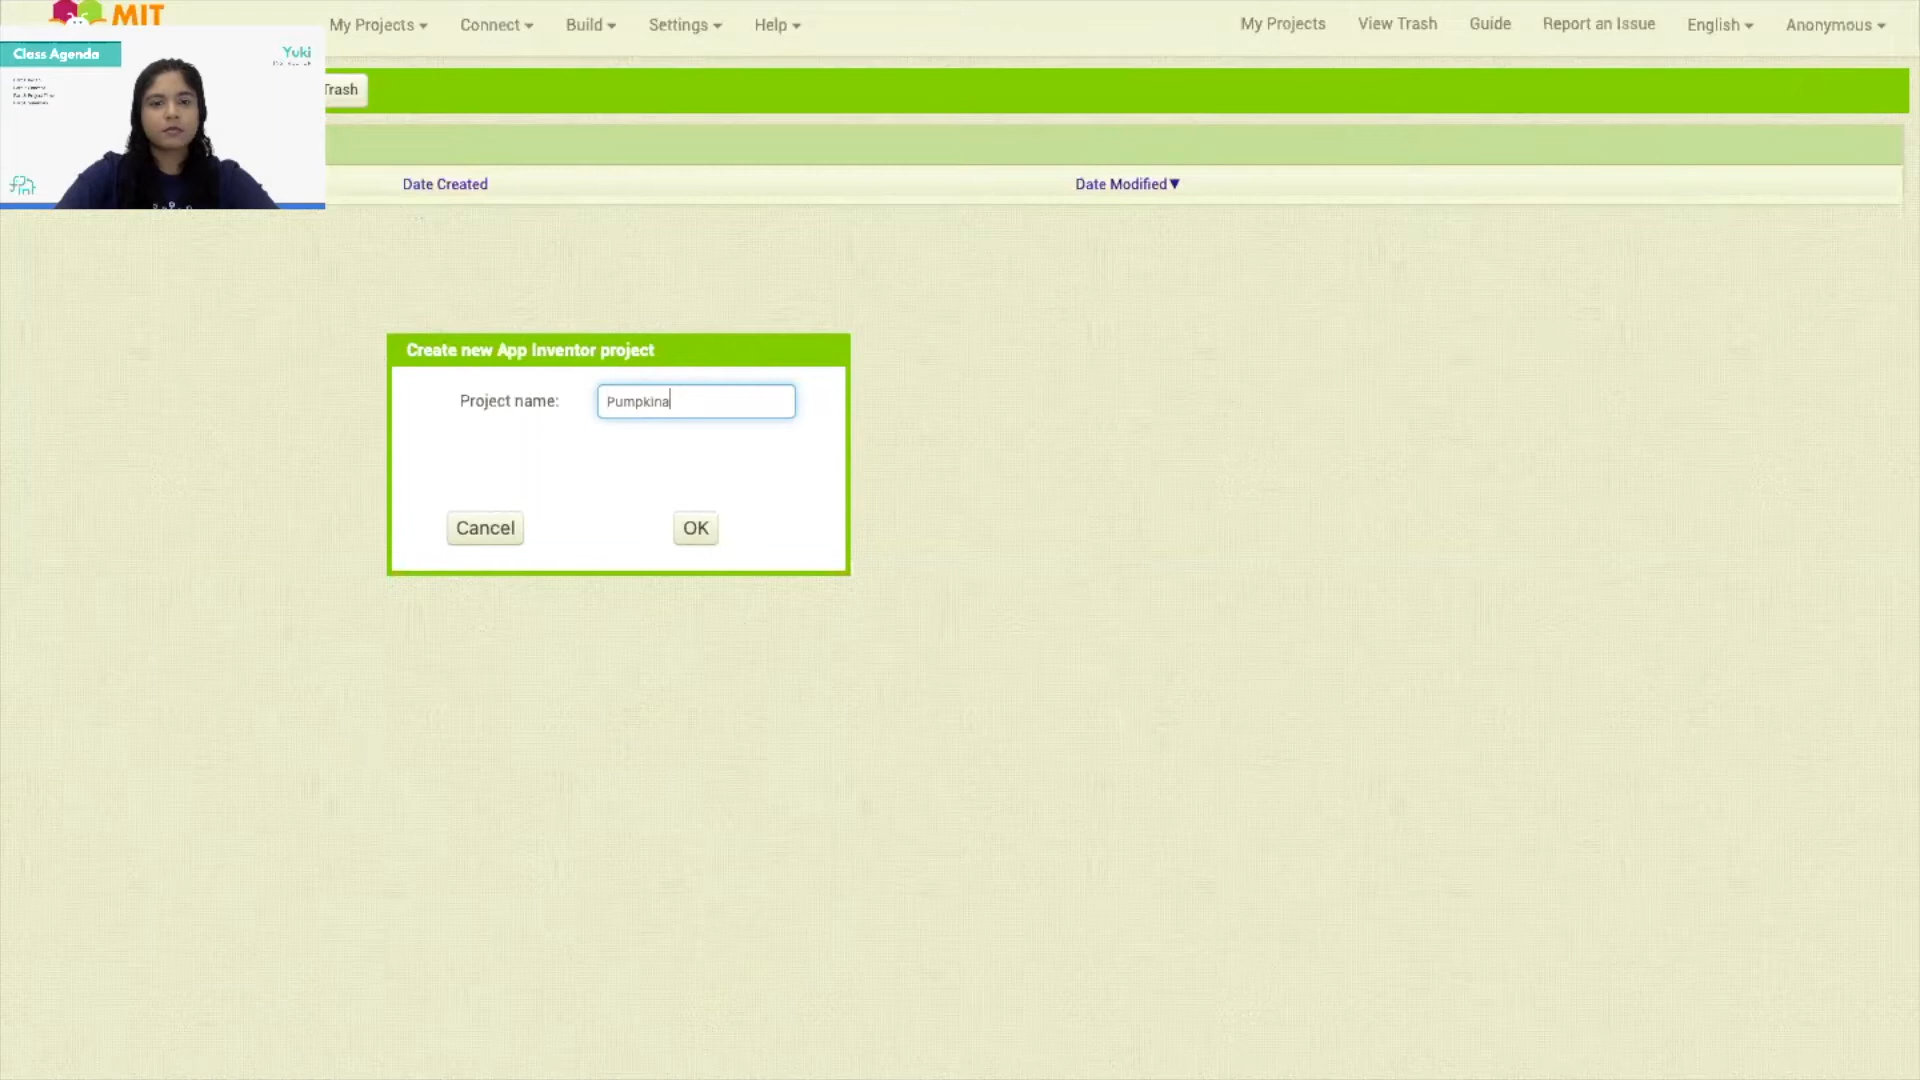 MIT
My Projects
Connect
Build
Settings
Help
My Projects
View Trash
Guide
Report an Issue
English
Anonymous
Class Agenda
Yuki
Trash
Date Created
Date Modified▼
Create new App Inventor project
Project name:
Pumpkina
Cancel
OK